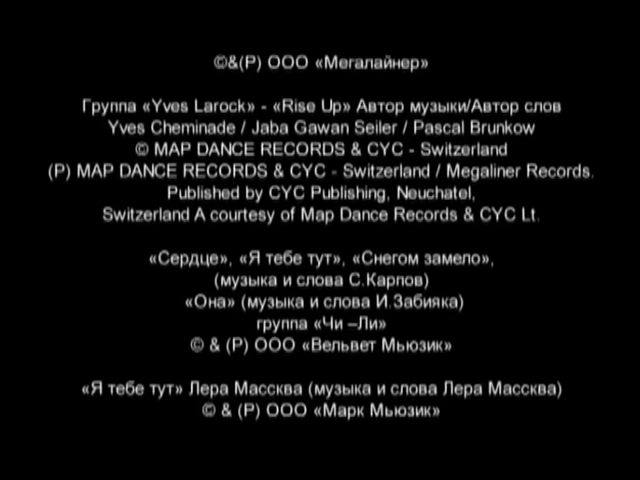 ©&(P) ООО «Мегалайнер»
Группа «Yves Larock» - «Rise Up» Автор музыки/Автор слов
Yves Cheminade / Jaba Gawan Seiler / Pascal Brunkow
© MAP DANCE RECORDS & CYC - Switzerland
(P) MAP DANCE RECORDS & CYC - Switzerland / Megaliner Records.
Published by CYC Publishing, Neuchatel,
Switzerland A courtesy of Map Dance Records & CYC Lt.
«Сердце», «Я тебе тут», «Снегом замело»,
(музыка и слова С.Карпов)
«Она» (музыка и слова И.Забияка)
группа «Чи –Ли»
© & (P) ООО «Вельвет Мьюзик»
«Я тебе тут» Лера Массква (музыка и слова Лера Массква)
© & (P) ООО «Марк Мьюзик»